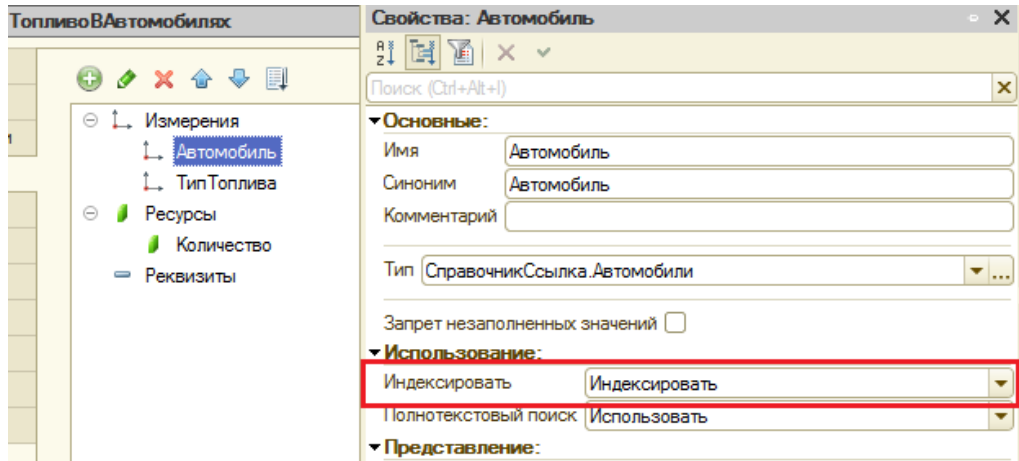 ТопливоВАвтомобилях
Измерения
Автомобиль
ТипТоплива
Ресурсы
Количество
Реквизиты
Свойства: Автомобиль
Поиск (Ctrl+Alt+I)
Основные:
Имя Автомобиль
Синоним Автомобиль
Комментарий
Тип СправочникСсылка.Автомобили ...
Запрет незаполненных значений
Использование:
Индексировать Индексировать
Полнотекстовый поиск Использовать
Представление: